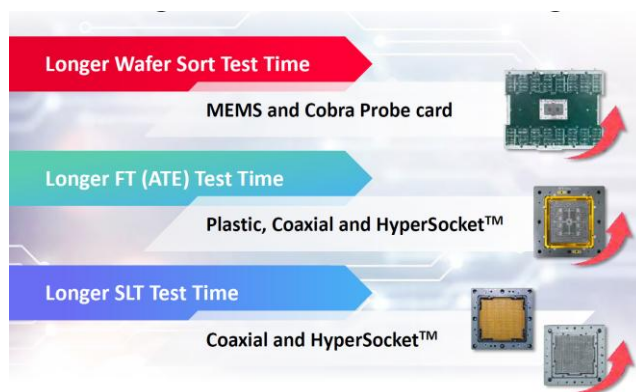 Longer Wafer Sort Test Time
MEMS and Cobra Probe card
Longer FT (ATE) Test Time
Plastic, Coaxial and HyperSocket™
Longer SLT Test Time
Coaxial and HyperSocket™